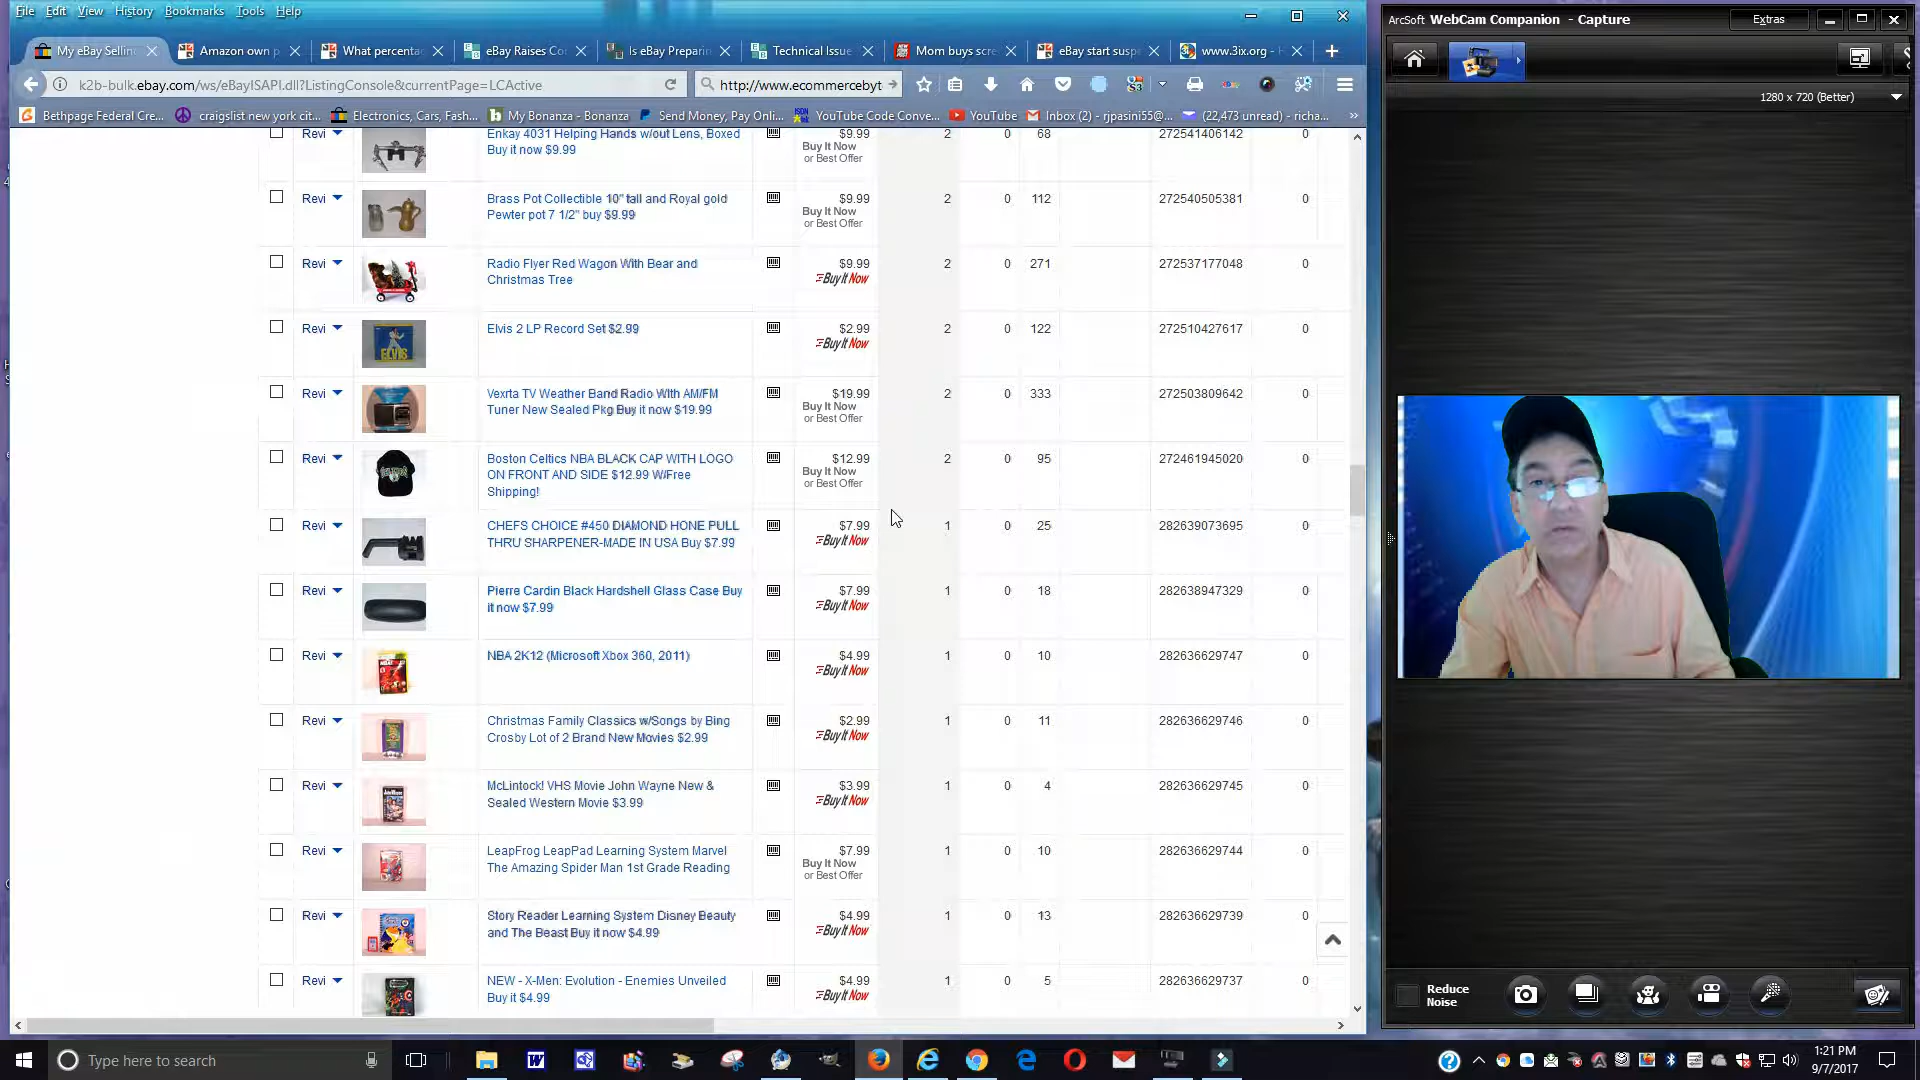 File Edit View History Bookmarks Tools Help
My eBay Sellin
Amazon own p
What percenta
eBay Raises Co
Is eBay Preparin
Technical Issue
Mom buys scre
eBay start susp
www.3ix.org - H
k2b-bulk.ebay.com/ws/eBayISAPI.dll?ListingConsole&currentPage=LCActive
http://www.ecommercebyt
Bethpage Federal Cre...
craigslist new york cit...
Electronics, Cars, Fash...
My Bonanza - Bonanza
Send Money, Pay Onli...
YouTube Code Conve...
YouTube
Inbox (2) - rjpasini55@...
(22,473 unread) - richa...
Revi Enkay 4031 Helping Hands w/out Lens, Boxed $9.99 2 0 68 272541406142 0
Buy it now $9.99 Buy It Now
or Best Offer
Revi Brass Pot Collectible 10" tall and Royal gold $9.99 2 0 112 272540505381 0
Pewter pot 7 1/2" buy $9.99 Buy It Now
or Best Offer
Revi Radio Flyer Red Wagon With Bear and $9.99 2 0 271 272537177048 0
Christmas Tree Buy It Now
Revi Elvis 2 LP Record Set $2.99 $2.99 2 0 122 272510427617 0
Buy It Now
ELVIS
Revi Vexrta TV Weather Band Radio With AM/FM $19.99 2 0 333 272503809642 0
Tuner New Sealed Pkg Buy it now $19.99 Buy It Now
or Best Offer
Revi Boston Celtics NBA BLACK CAP WITH LOGO $12.99 2 0 95 272461945020 0
ON FRONT AND SIDE $12.99 W/Free Buy It Now
Shipping! or Best Offer
Revi CHEFS CHOICE #450 DIAMOND HONE PULL $7.99 1 0 25 282639073695 0
THRU SHARPENER-MADE IN USA Buy $7.99 Buy It Now
Revi Pierre Cardin Black Hardshell Glass Case Buy $7.99 1 0 18 282638947329 0
it now $7.99 Buy It Now
Revi NBA 2K12 (Microsoft Xbox 360, 2011) $4.99 1 0 10 282636629747 0
Buy It Now
Revi Christmas Family Classics w/Songs by Bing $2.99 1 0 11 282636629746 0
Crosby Lot of 2 Brand New Movies $2.99 Buy It Now
Revi McLintock! VHS Movie John Wayne New & $3.99 1 0 4 282636629745 0
Sealed Western Movie $3.99 Buy It Now
Revi LeapFrog LeapPad Learning System Marvel $7.99 1 0 10 282636629744 0
The Amazing Spider Man 1st Grade Reading Buy It Now
or Best Offer
Revi Story Reader Learning System Disney Beauty $4.99 1 0 13 282636629739 0
and The Beast Buy it now $4.99 Buy It Now
Revi NEW - X-Men: Evolution - Enemies Unveiled $4.99 1 0 5 282636629737 0
Buy it $4.99 Buy It Now
ArcSoft WebCam Companion - Capture
Extras
1280 x 720 (Better)
Reduce
Noise
Type here to search
1:21 PM
9/7/2017